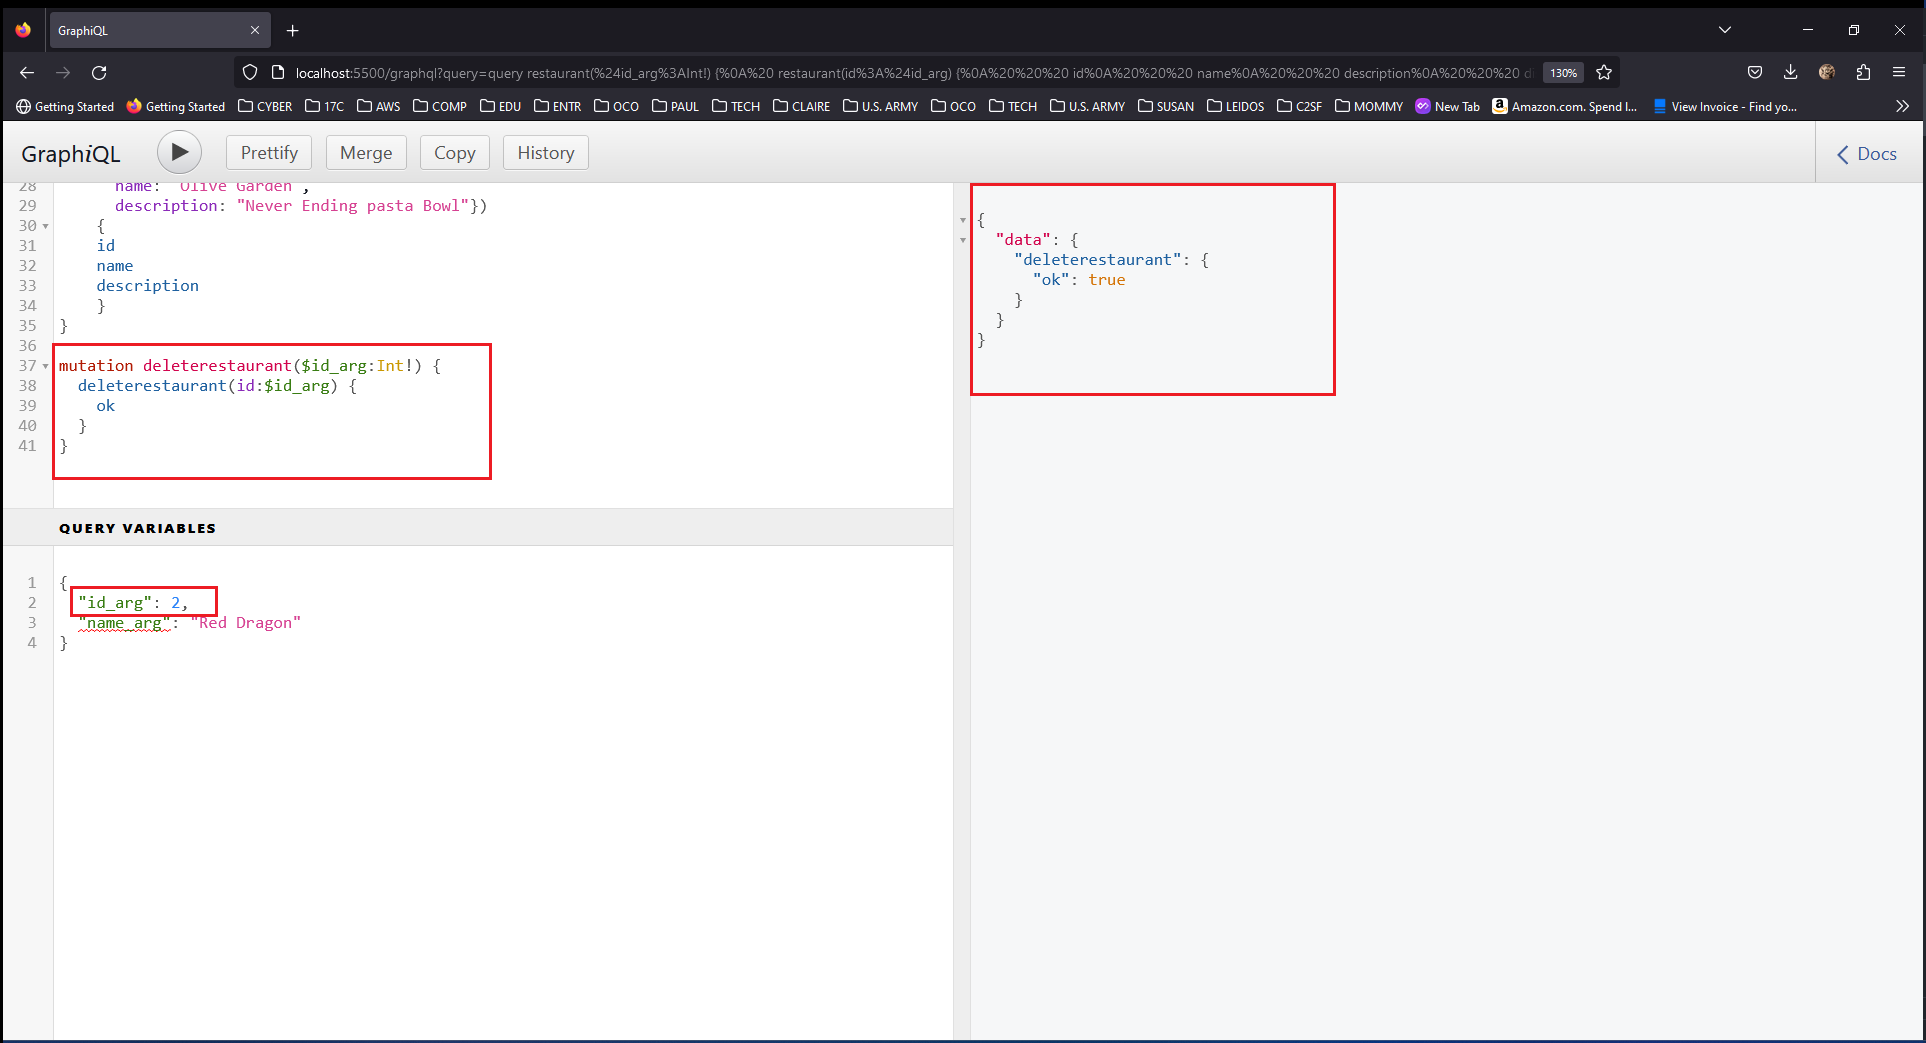 GraphiQL
localhost:5500/graphql?query=query restaurant(%24id_arg%3AInt!) {%0A%20 restaurant(id%3A%24id_arg) {%0A%20%20%20 id%0A%20%20%20 name%0A%20%20%20 description%0A%20%20%20 d
130%
Getting Started Getting Started CYBER 17C AWS COMP EDU ENTR OCO PAUL TECH CLAIRE U.S. ARMY OCO TECH U.S. ARMY SUSAN LEIDOS C2SF MOMMY New Tab Amazon.com. Spend l... View Invoice - Find yo...
GraphiQL Prettify Merge Copy History Docs
28 name: "Olive Garden",
29 description: "Never Ending pasta Bowl"})
30 {
31 id
32 name
33 description
34 }
35 }
36
37 mutation deleterestaurant($id_arg:Int!) {
38 deleterestaurant(id:$id_arg) {
39 ok
40 }
41 }
QUERY VARIABLES
1 {
2 "id_arg": 2,
3 "name_arg": "Red Dragon"
4 }
{
"data": {
"deleterestaurant": {
"ok": true
}
}
}